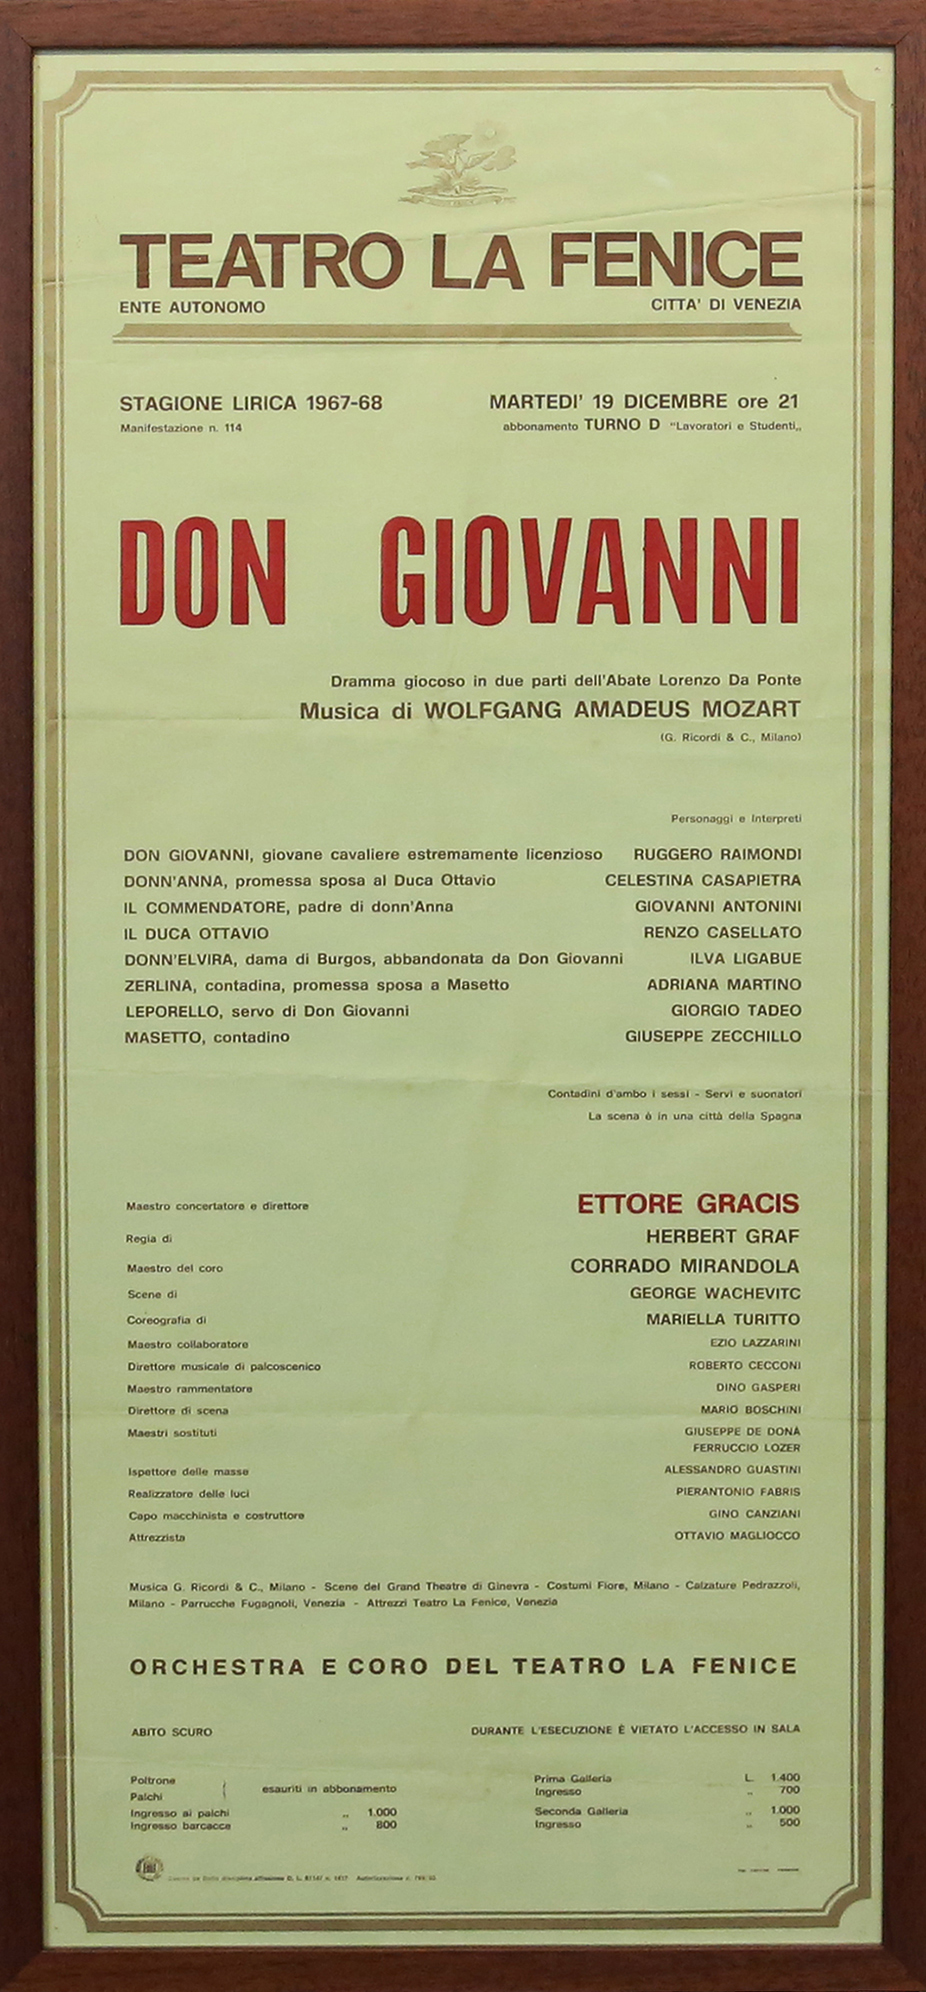 TEATRO LA FENICE
ENTE AUTONOMO CITTA' DI VENEZIA
STAGIONE LIRICA 1967-68 MARTEDI' 19 DICEMBRE ore 21
Manifestazione n. 114 abbonamento TURNO D "Lavoratori e Studenti„
DON GIOVANNI
Dramma giocoso in due parti dell'Abate Lorenzo Da Ponte
Musica di WOLFGANG AMADEUS MOZART
(G. Ricordi & C., Milano)
Personaggi e Interpreti
DON GIOVANNI, giovane cavaliere estremamente licenzioso RUGGERO RAIMONDI
DONN'ANNA, promessa sposa al Duca Ottavio CELESTINA CASAPIETRA
IL COMMENDATORE, padre di donn'Anna GIOVANNI ANTONINI
IL DUCA OTTAVIO RENZO CASELLATO
DONN'ELVIRA, dama di Burgos, abbandonata da Don Giovanni ILVA LIGABUE
ZERLINA, contadina, promessa sposa a Masetto ADRIANA MARTINO
LEPORELLO, servo di Don Giovanni GIORGIO TADEO
MASETTO, contadino GIUSEPPE ZECCHILLO
Contadini d'ambo i sessi - Servi e suonatori
La scena è in una città della Spagna
Maestro concertatore e direttore ETTORE GRACIS
Regia di HERBERT GRAF
Maestro del coro CORRADO MIRANDOLA
Scene di GEORGE WACHEVITC
Coreografia di MARIELLA TURITTO
Maestro collaboratore EZIO LAZZARINI
Direttore musicale di palcoscenico ROBERTO CECCONI
Maestro rammentatore DINO GASPERI
Direttore di scena MARIO BOSCHINI
Maestri sostituti GIUSEPPE DE DONÀ
FERRUCCIO LOZER
Ispettore delle masse ALESSANDRO GUASTINI
Realizzatore delle luci PIERANTONIO FABRIS
Capo macchinista e costruttore GINO CANZIANI
Attrezzista OTTAVIO MAGLIOCCO
Musica G. Ricordi & C., Milano - Scene del Grand Theatre di Ginevra - Costumi Fiore, Milano - Calzature Pedrazzoli,
Milano - Parrucche Fugagnoli, Venezia - Attrezzi Teatro La Fenice, Venezia
ORCHESTRA E CORO DEL TEATRO LA FENICE
ABITO SCURO DURANTE L'ESECUZIONE È VIETATO L'ACCESSO IN SALA
Poltrone
Palchi esauriti in abbonamento
Ingresso ai palchi „ 1.000
Ingresso barcacce „ 800
Prima Galleria L. 1.400
Ingresso „ 700
Seconda Galleria „ 1.000
Ingresso „ 500